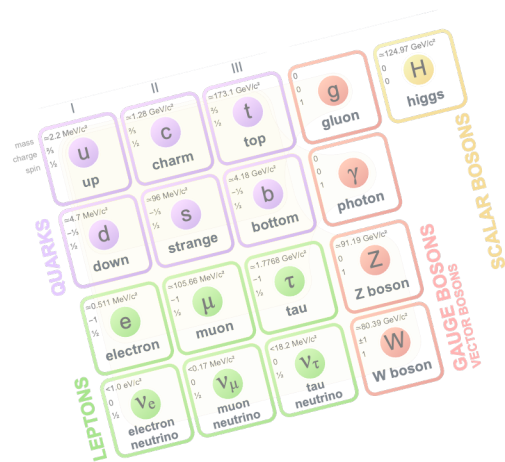 I II III
mass
charge
spin
≃2.2 MeV/c²
⅔
½
u
up
≃1.28 GeV/c²
⅔
½
c
charm
≃173.1 GeV/c²
⅔
½
t
top
0
0
1
g
gluon
≃124.97 GeV/c²
0
0
H
higgs
≃4.7 MeV/c²
−⅓
½
d
down
≃96 MeV/c²
−⅓
½
s
strange
≃4.18 GeV/c²
−⅓
½
b
bottom
0
0
1
γ
photon
≃0.511 MeV/c²
−1
½
e
electron
≃105.66 MeV/c²
−1
½
μ
muon
≃1.7768 GeV/c²
−1
½
τ
tau
≃91.19 GeV/c²
0
1
Z
Z boson
<1.0 eV/c²
0
½
νe
electron
neutrino
<0.17 MeV/c²
0
½
νμ
muon
neutrino
<18.2 MeV/c²
0
½
ντ
tau
neutrino
≃80.39 GeV/c²
±1
1
W
W boson
QUARKS
LEPTONS
GAUGE BOSONS
VECTOR BOSONS
SCALAR BOSONS